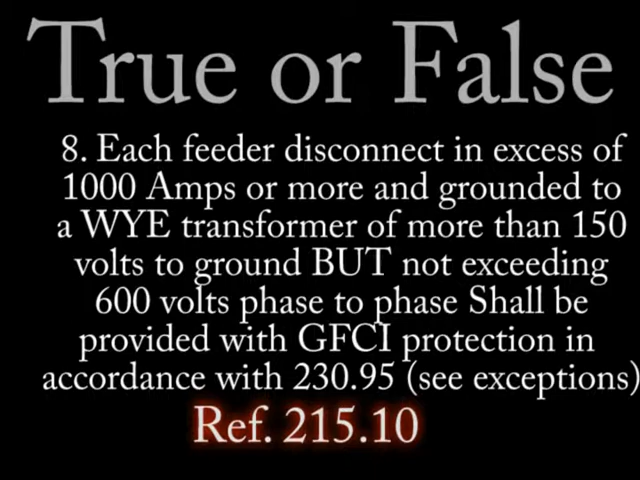 True or False
8. Each feeder disconnect in excess of
1000 Amps or more and grounded to
a WYE transformer of more than 150
volts to ground BUT not exceeding
600 volts phase to phase Shall be
provided with GFCI protection in
accordance with 230.95 (see exceptions)
Ref. 215.10